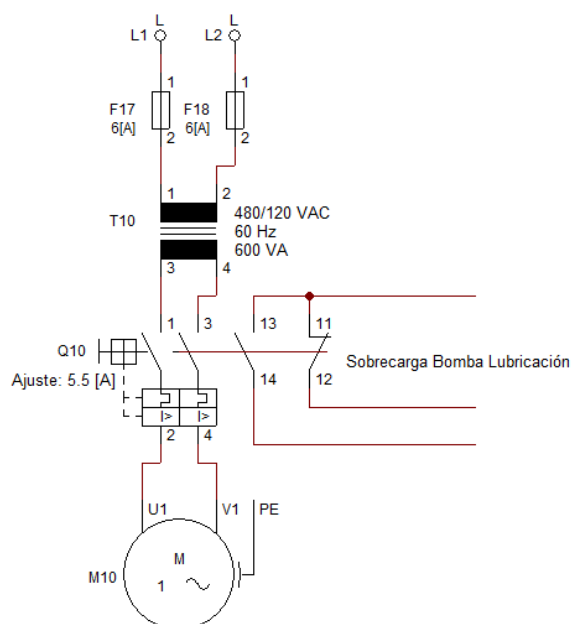 L L
L1 L2
1 1
F17 F18
6[A] 6[A]
2 2
1 2
T10 480/120 VAC
60 Hz
600 VA
3 4
1 3 13 11
Q10
Sobrecarga Bomba Lubricación
14 12
Ajuste: 5.5 [A]
I> I>
2 4
U1 V1 PE
M
M10 1